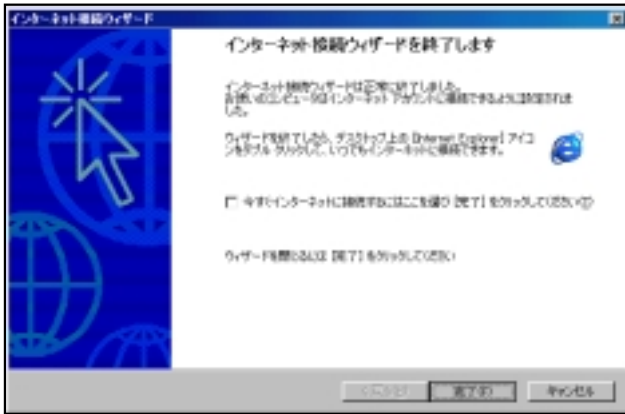 インターネット接続ウィザード
インターネット接続ウィザードを終了します
インターネット接続ウィザードは正常に終了しました。
お使いのコンピュータはインターネット アカウントに接続できるように設定されま
した。
ウィザードを終了したら、デスクトップ上の [Internet Explorer] アイコ
ンをダブル クリックして、いつでもインターネットに接続できます。
今すぐインターネットに接続するにはここを選び [完了] をクリックしてください
ウィザードを閉じるには [完了] をクリックしてください
完了
キャンセル